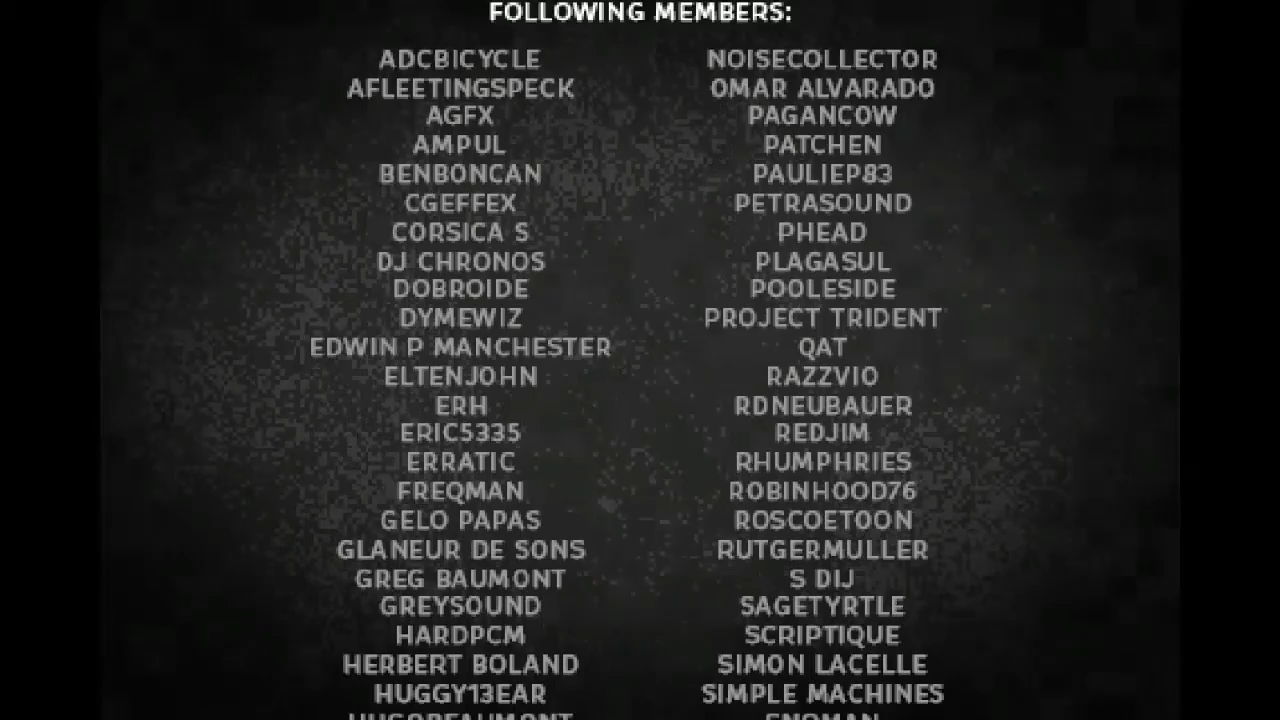 FOLLOWING MEMBERS:
ADCBICYCLE
AFLEETINGSPECK
AGFX
AMPUL
BENBONCAN
CGEFFEX
CORSICA S
DJ CHRONOS
DOBROIDE
DYMEWIZ
EDWIN P MANCHESTER
ELTENJOHN
ERH
ERIC5335
ERRATIC
FREQMAN
GELO PAPAS
GLANEUR DE SONS
GREG BAUMONT
GREYSOUND
HARDPCM
HERBERT BOLAND
HUGGY13EAR
NOISECOLLECTOR
OMAR ALVARADO
PAGANCOW
PATCHEN
PAULIEP83
PETRASOUND
PHEAD
PLAGASUL
POOLESIDE
PROJECT TRIDENT
QAT
RAZZVIO
RDNEUBAUER
REDJIM
RHUMPHRIES
ROBINHOOD76
ROSCOETOON
RUTGERMULLER
S DIJ
SAGETYRTLE
SCRIPTIQUE
SIMON LACELLE
SIMPLE MACHINES